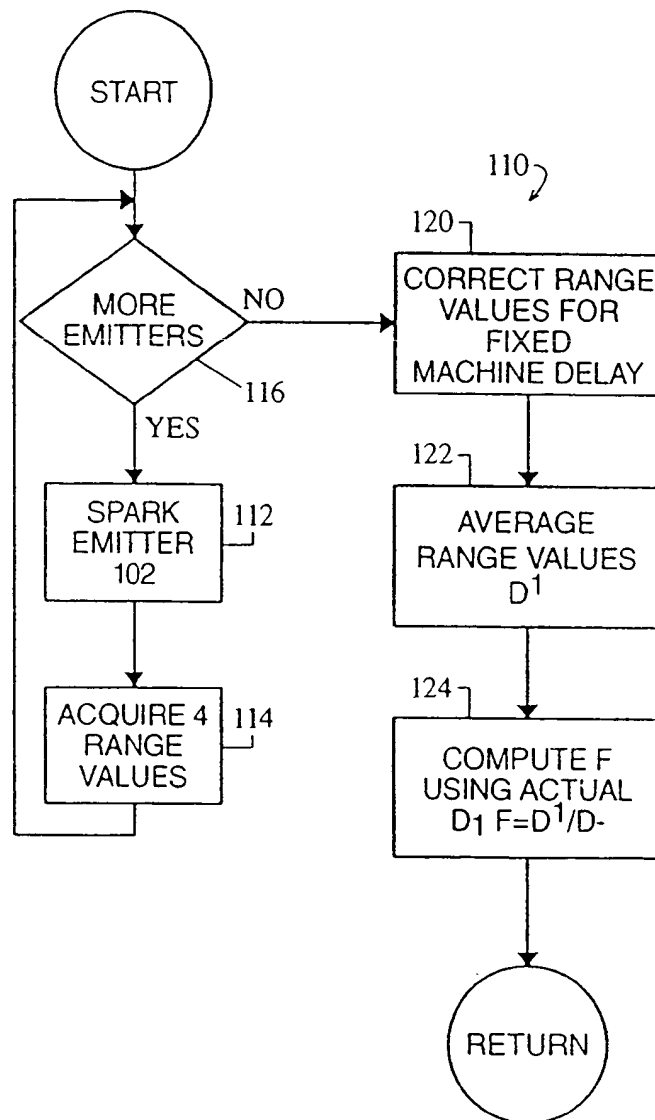 START
MORE
EMITTERS
NO
116
YES
SPARK
EMITTER
102
112
ACQUIRE 4
RANGE
VALUES
114
110
120
CORRECT RANGE
VALUES FOR
FIXED
MACHINE DELAY
122
AVERAGE
RANGE VALUES
D¹
124
COMPUTE F
USING ACTUAL
D₁ F=D¹/D-
RETURN